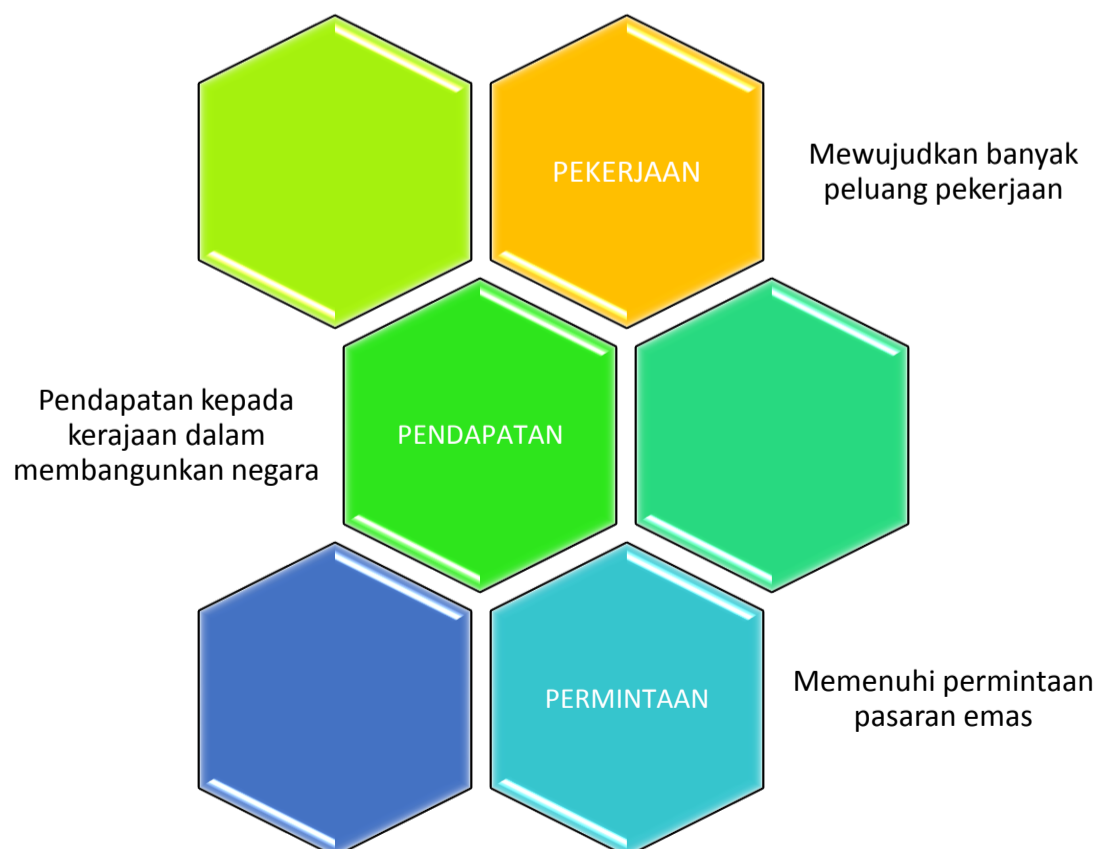 PEKERJAAN
Mewujudkan banyak
peluang pekerjaan
Pendapatan kepada
kerajaan dalam
membangunkan negara
PENDAPATAN
PERMINTAAN
Memenuhi permintaan
pasaran emas